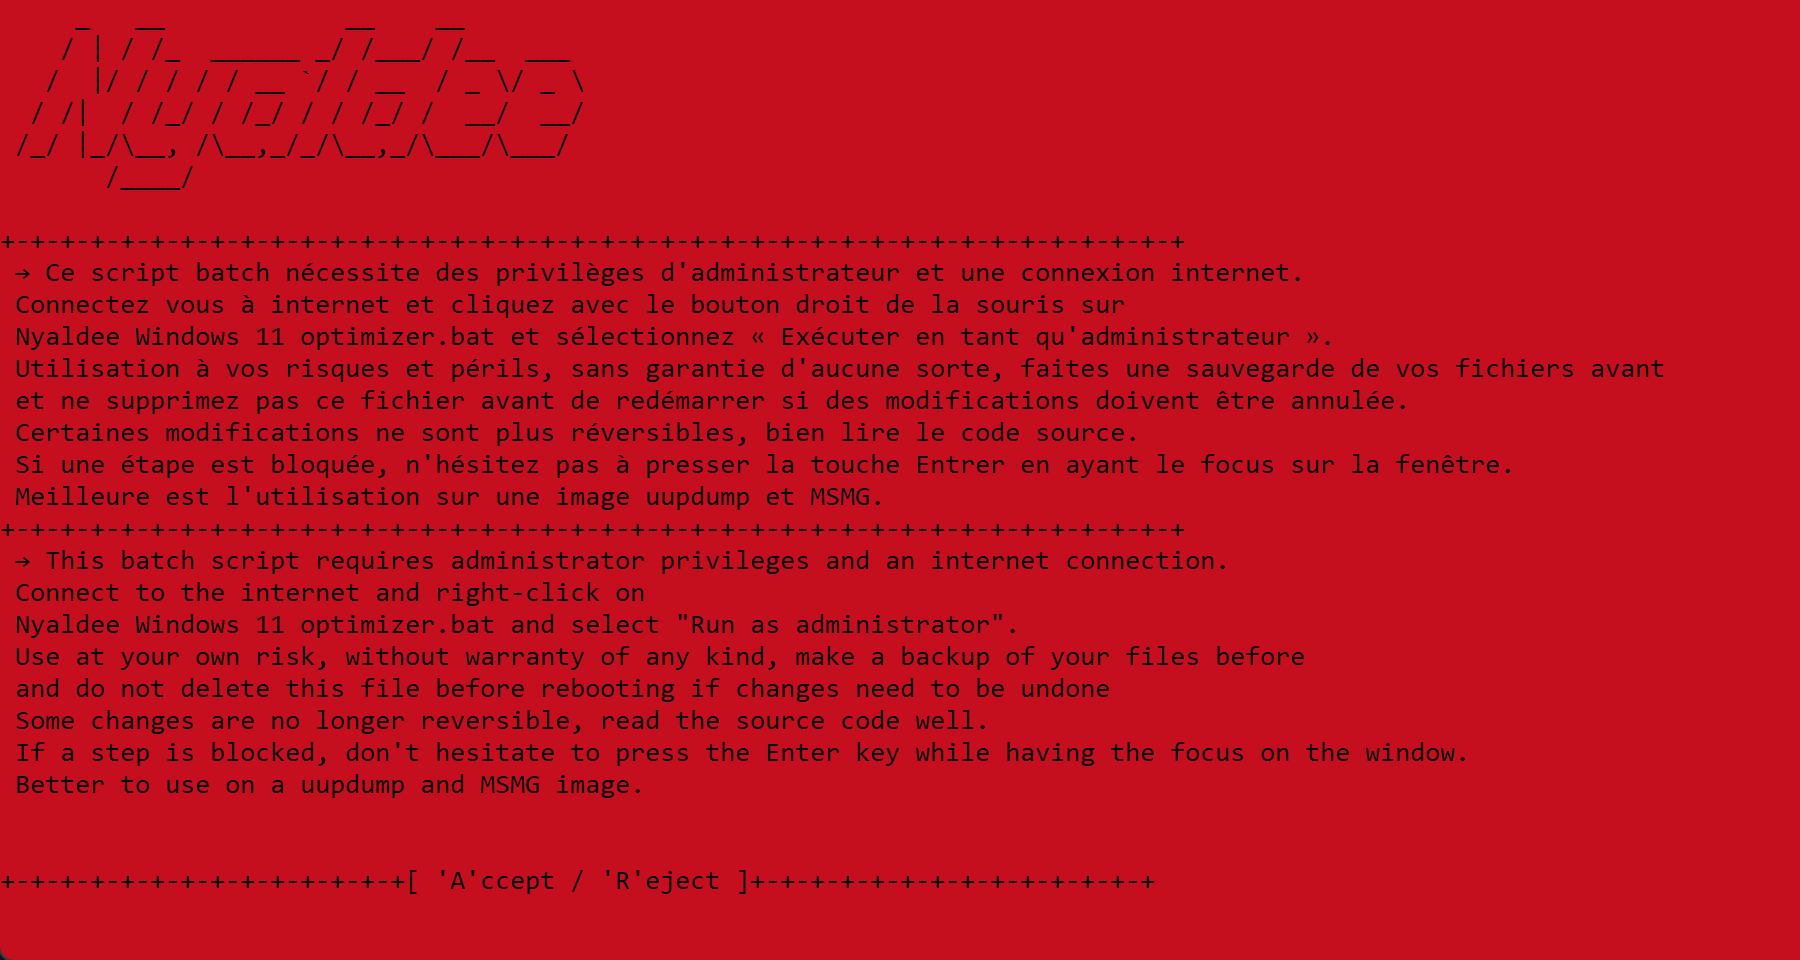 Nyaldee
+-+-+-+-+-+-+-+-+-+-+-+-+-+-+-+-+-+-+-+-+-+-+-+-+-+-+-+-+-+-+-+-+-+-+-+-+-+-+-+
→ Ce script batch nécessite des privilèges d'administrateur et une connexion internet.
Connectez vous à internet et cliquez avec le bouton droit de la souris sur
Nyaldee Windows 11 optimizer.bat et sélectionnez « Exécuter en tant qu'administrateur ».
Utilisation à vos risques et périls, sans garantie d'aucune sorte, faites une sauvegarde de vos fichiers avant
et ne supprimez pas ce fichier avant de redémarrer si des modifications doivent être annulée.
Certaines modifications ne sont plus réversibles, bien lire le code source.
Si une étape est bloquée, n'hésitez pas à presser la touche Entrer en ayant le focus sur la fenêtre.
Meilleure est l'utilisation sur une image uupdump et MSMG.
+-+-+-+-+-+-+-+-+-+-+-+-+-+-+-+-+-+-+-+-+-+-+-+-+-+-+-+-+-+-+-+-+-+-+-+-+-+-+-+
→ This batch script requires administrator privileges and an internet connection.
Connect to the internet and right-click on
Nyaldee Windows 11 optimizer.bat and select "Run as administrator".
Use at your own risk, without warranty of any kind, make a backup of your files before
and do not delete this file before rebooting if changes need to be undone
Some changes are no longer reversible, read the source code well.
If a step is blocked, don't hesitate to press the Enter key while having the focus on the window.
Better to use on a uupdump and MSMG image.
+-+-+-+-+-+-+-+-+-+-+-+-+-+[ 'A'ccept / 'R'eject ]+-+-+-+-+-+-+-+-+-+-+-+-+-+